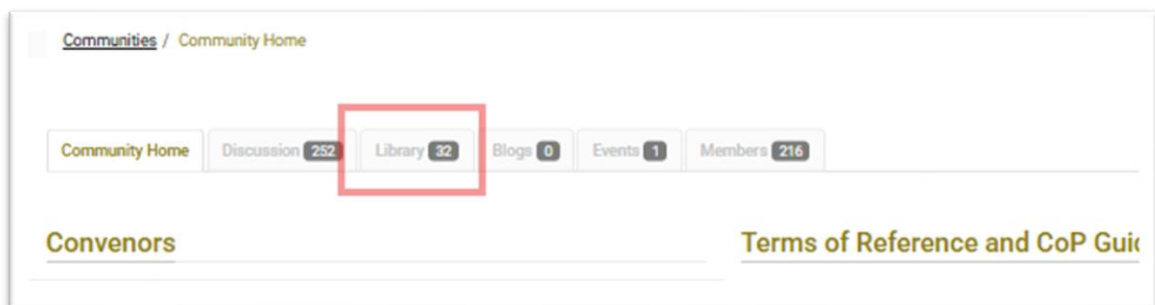 Communities / Community Home
Community Home Discussion 252 Library 32 Blogs 0 Events 1 Members 216
Convenors Terms of Reference and CoP Guid